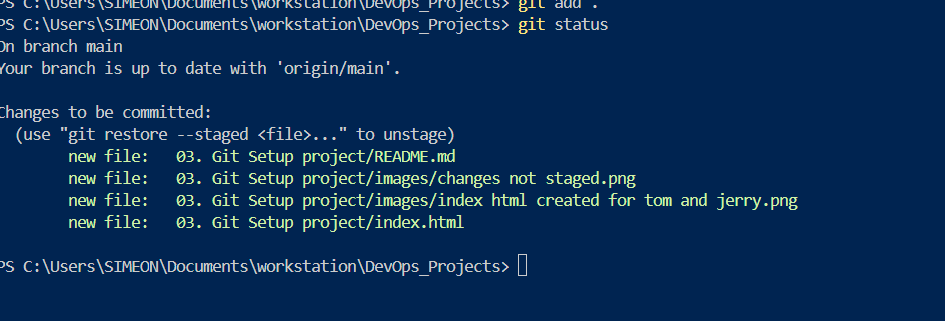 PS C:\Users\SIMEON\Documents\workstation\DevOps_Projects> git add .
PS C:\Users\SIMEON\Documents\workstation\DevOps_Projects> git status
On branch main
Your branch is up to date with 'origin/main'.
Changes to be committed:
(use "git restore --staged <file>..." to unstage)
new file: 03. Git Setup project/README.md
new file: 03. Git Setup project/images/changes not staged.png
new file: 03. Git Setup project/images/index html created for tom and jerry.png
new file: 03. Git Setup project/index.html
PS C:\Users\SIMEON\Documents\workstation\DevOps_Projects>